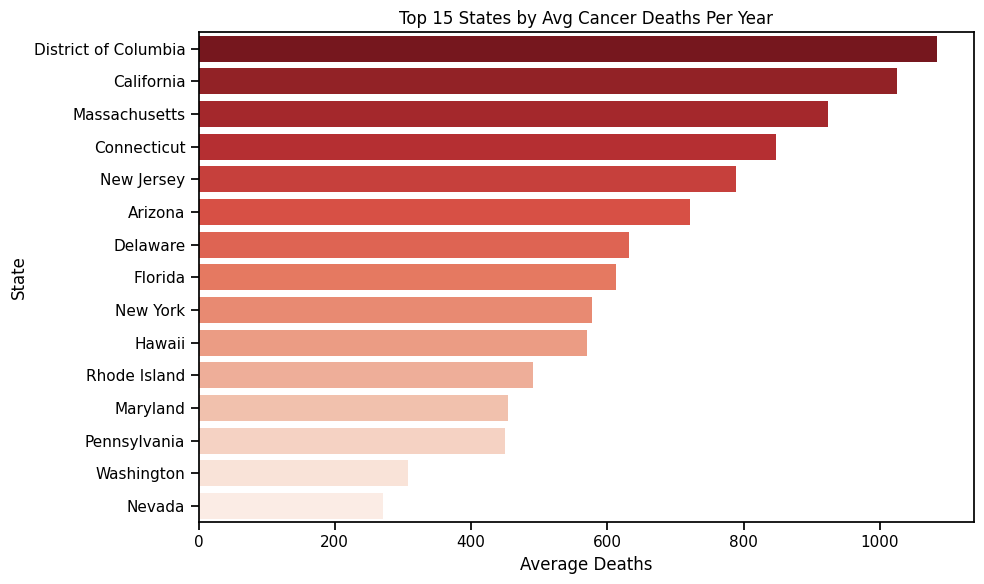 Top 15 States by Avg Cancer Deaths Per Year
State
District of Columbia
California
Massachusetts
Connecticut
New Jersey
Arizona
Delaware
Florida
New York
Hawaii
Rhode Island
Maryland
Pennsylvania
Washington
Nevada
0 200 400 600 800 1000
Average Deaths